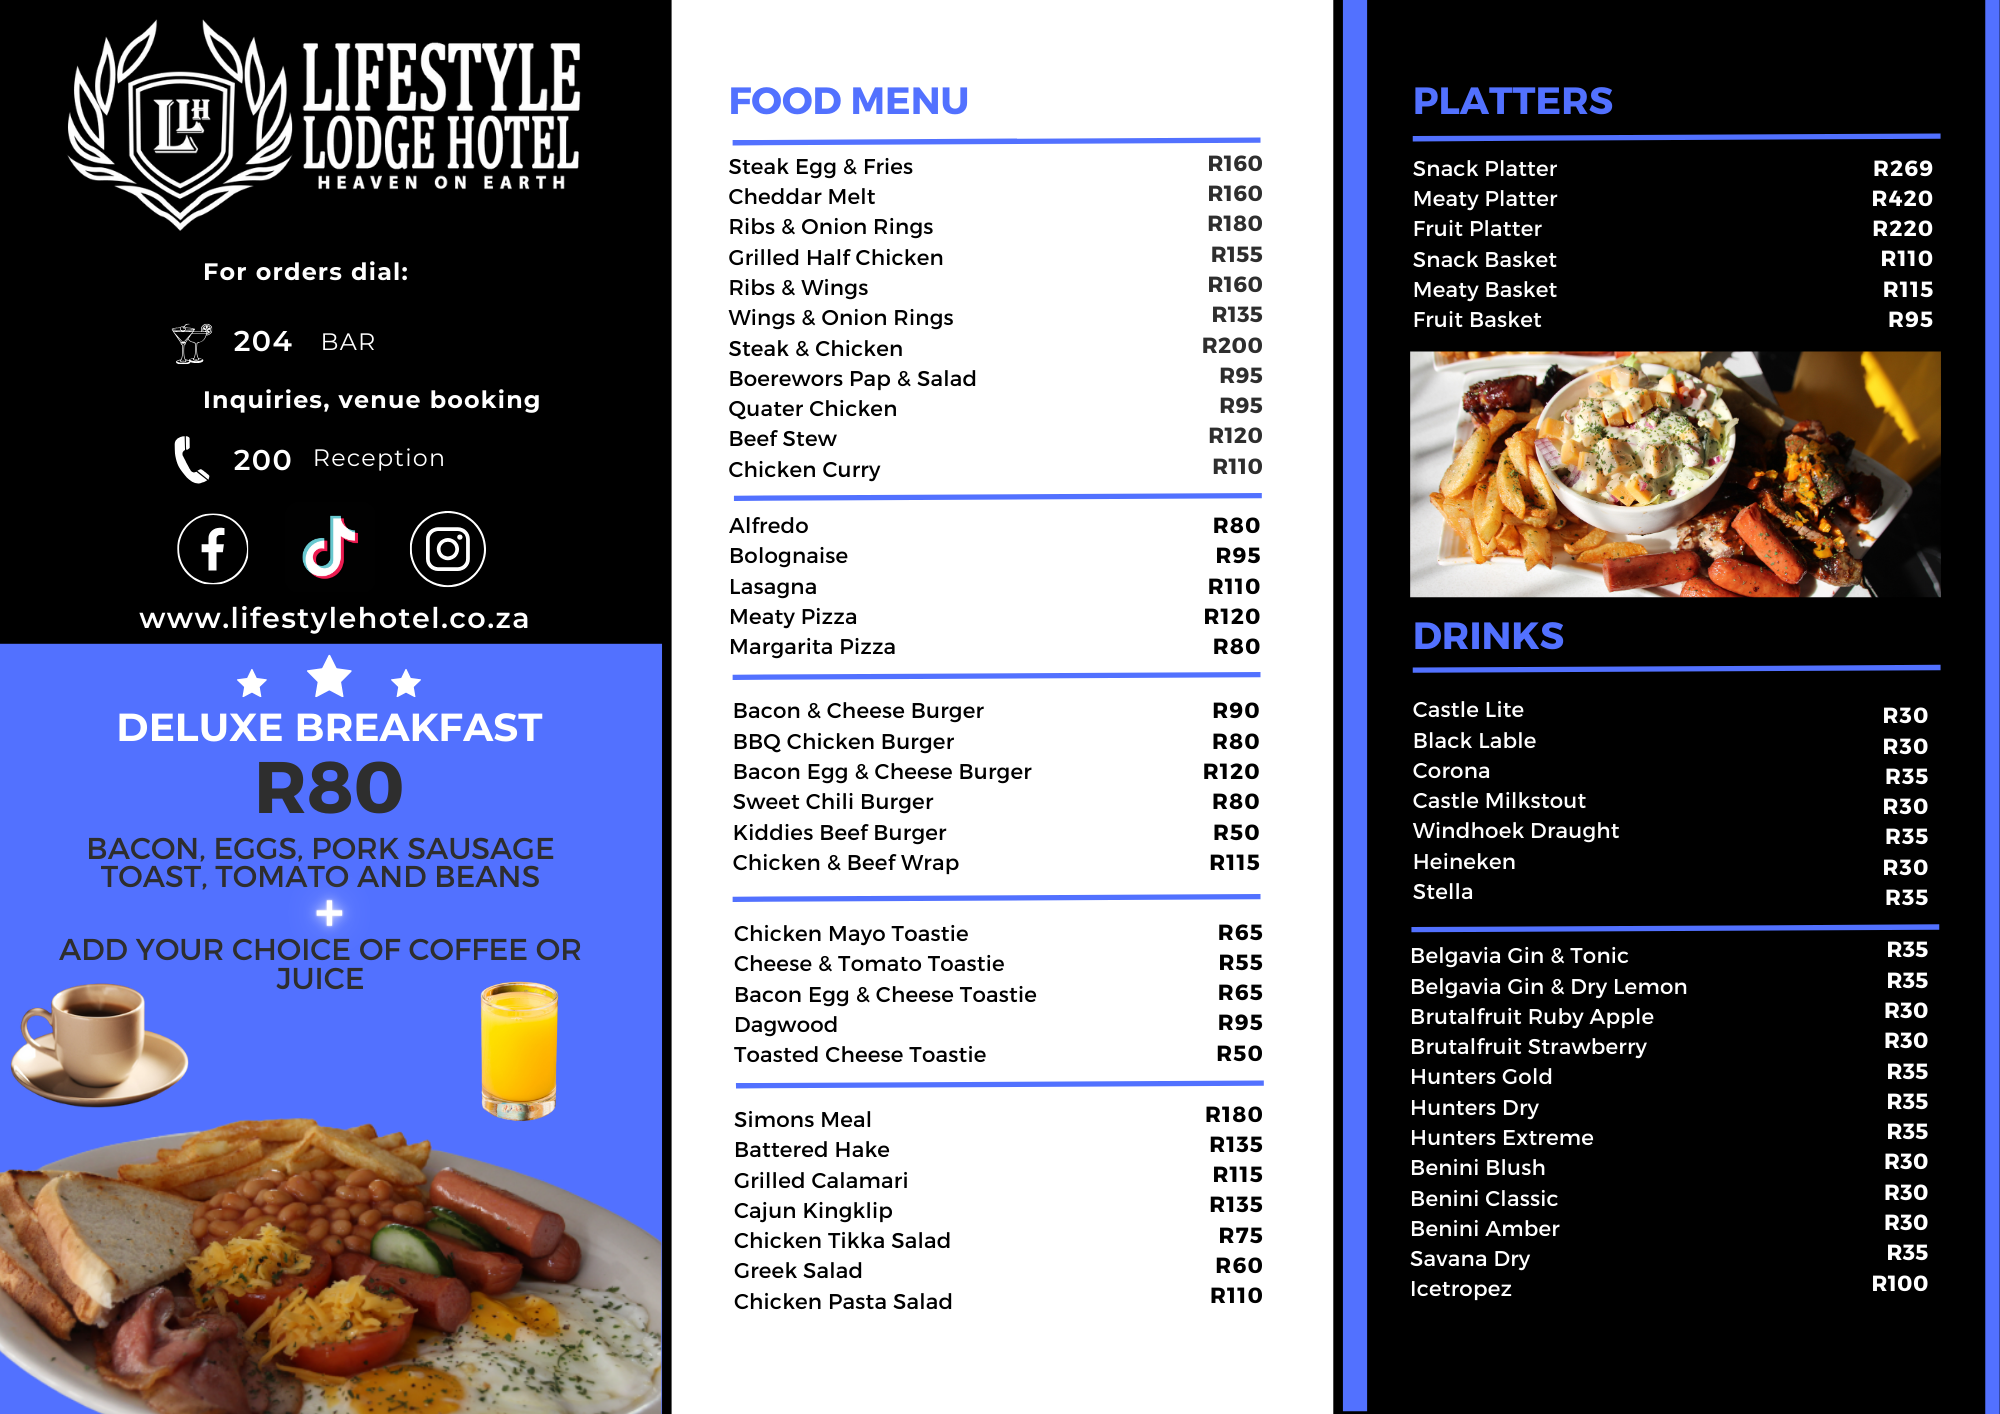 LLH
LIFESTYLE
LODGE HOTEL
HEAVEN ON EARTH
For orders dial:
204 BAR
Inquiries, venue booking
200 Reception
www.lifestylehotel.co.za
DELUXE BREAKFAST
R80
BACON, EGGS, PORK SAUSAGE
TOAST, TOMATO AND BEANS
+
ADD YOUR CHOICE OF COFFEE OR
JUICE
FOOD MENU
Steak Egg & Fries R160
Cheddar Melt R160
Ribs & Onion Rings R180
Grilled Half Chicken R155
Ribs & Wings R160
Wings & Onion Rings R135
Steak & Chicken R200
Boerewors Pap & Salad R95
Quater Chicken R95
Beef Stew R120
Chicken Curry R110
Alfredo R80
Bolognaise R95
Lasagna R110
Meaty Pizza R120
Margarita Pizza R80
Bacon & Cheese Burger R90
BBQ Chicken Burger R80
Bacon Egg & Cheese Burger R120
Sweet Chili Burger R80
Kiddies Beef Burger R50
Chicken & Beef Wrap R115
Chicken Mayo Toastie R65
Cheese & Tomato Toastie R55
Bacon Egg & Cheese Toastie R65
Dagwood R95
Toasted Cheese Toastie R50
Simons Meal R180
Battered Hake R135
Grilled Calamari R115
Cajun Kingklip R135
Chicken Tikka Salad R75
Greek Salad R60
Chicken Pasta Salad R110
PLATTERS
Snack Platter R269
Meaty Platter R420
Fruit Platter R220
Snack Basket R110
Meaty Basket R115
Fruit Basket R95
DRINKS
Castle Lite R30
Black Lable R30
Corona R35
Castle Milkstout R30
Windhoek Draught R35
Heineken R30
Stella R35
Belgavia Gin & Tonic R35
Belgavia Gin & Dry Lemon R35
Brutalfruit Ruby Apple R30
Brutalfruit Strawberry R30
Hunters Gold R35
Hunters Dry R35
Hunters Extreme R35
Benini Blush R30
Benini Classic R30
Benini Amber R30
Savana Dry R35
Icetropez R100